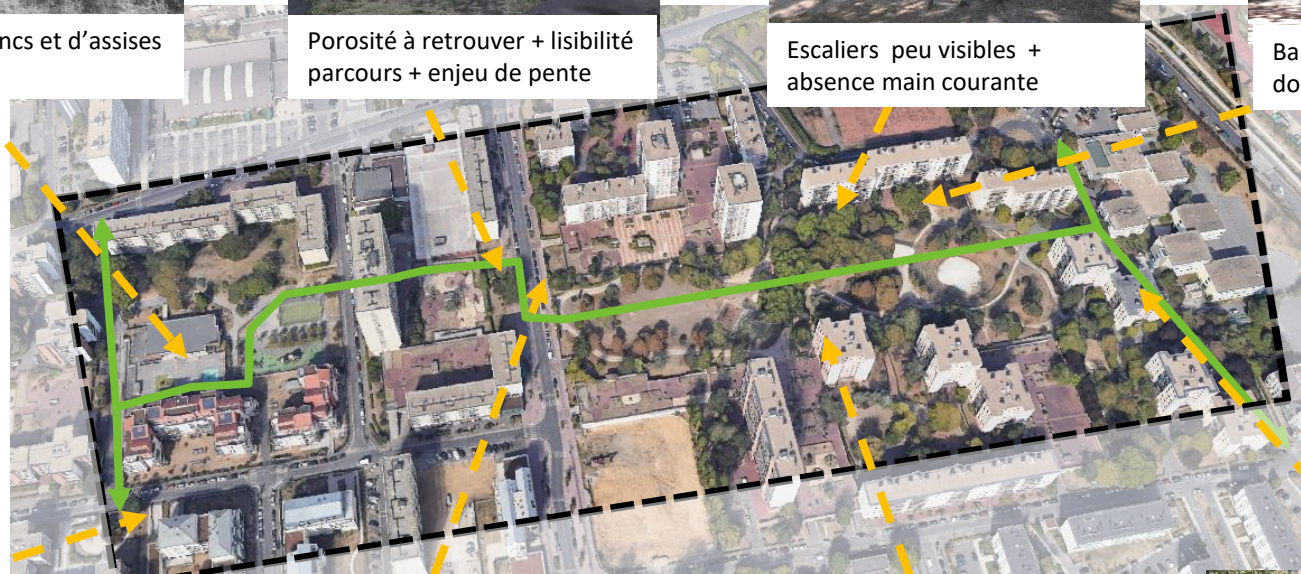 ncs et d'assises
Porosité à retrouver + lisibilité
parcours + enjeu de pente
Escaliers peu visibles +
absence main courante
Ba
do